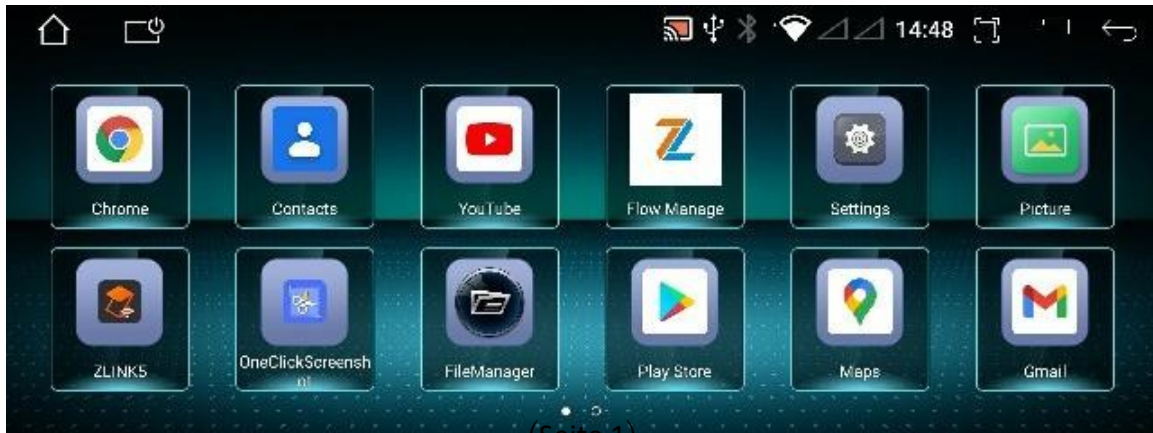 14:48
Chrome
Contacts
YouTube
Flow Manage
Settings
Picture
ZLINK5
OneClickScreensh
ot
FileManager
Play Store
Maps
Gmail
(Seite 1)